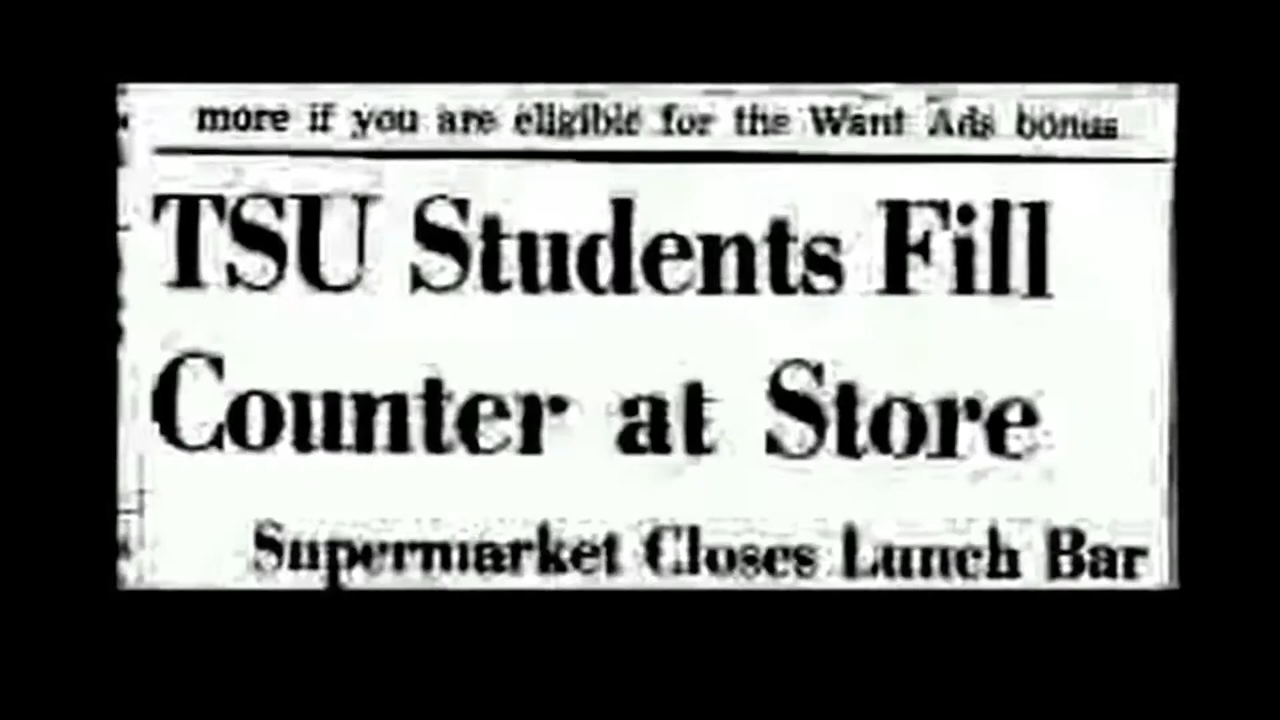 more if you are eligible for the Want Ads bonus
TSU Students Fill
Counter at Store
Supermarket Closes Lunch Bar